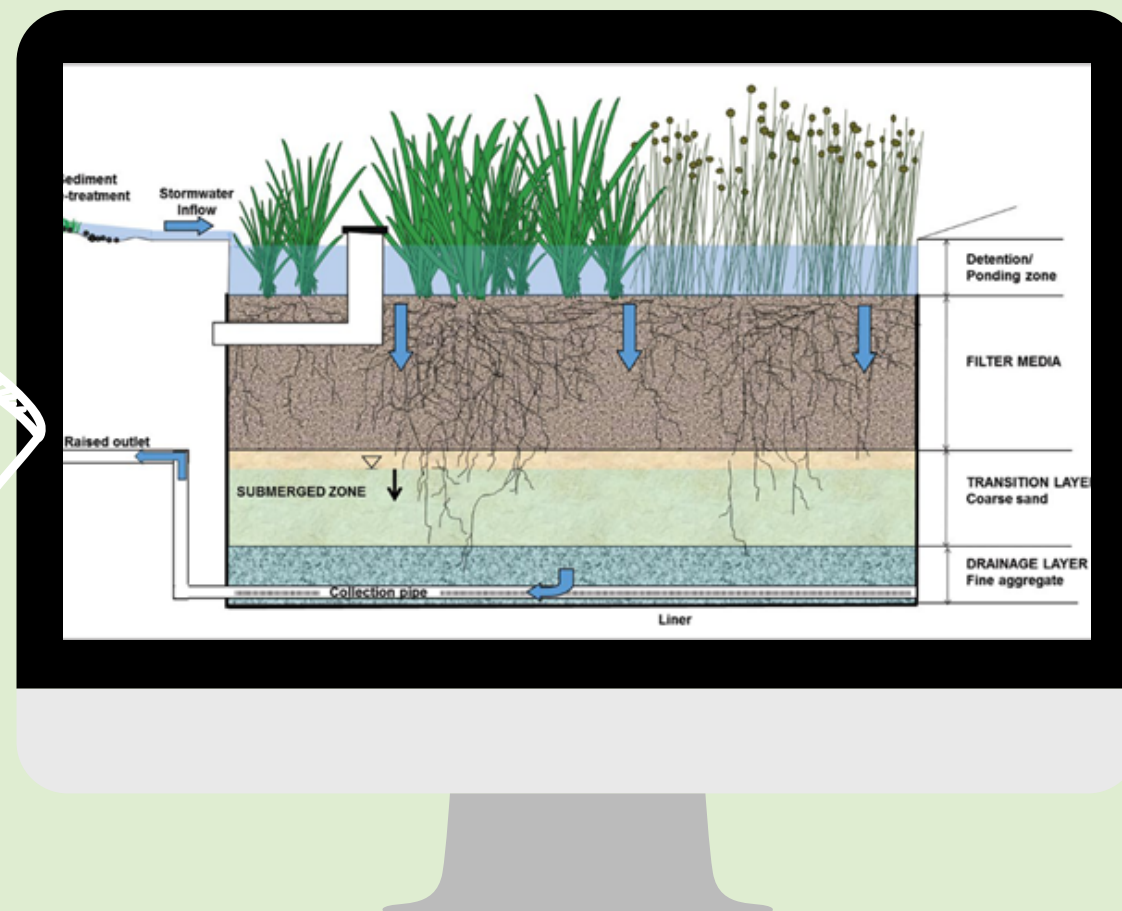 ediment
-treatment
Stormwater
Inflow
Detention/
Ponding zone
FILTER MEDIA
Raised outlet
SUBMERGED ZONE
TRANSITION LAYE
Coarse sand
DRAINAGE LAYER
Fine aggregate
Collection pipe
Liner